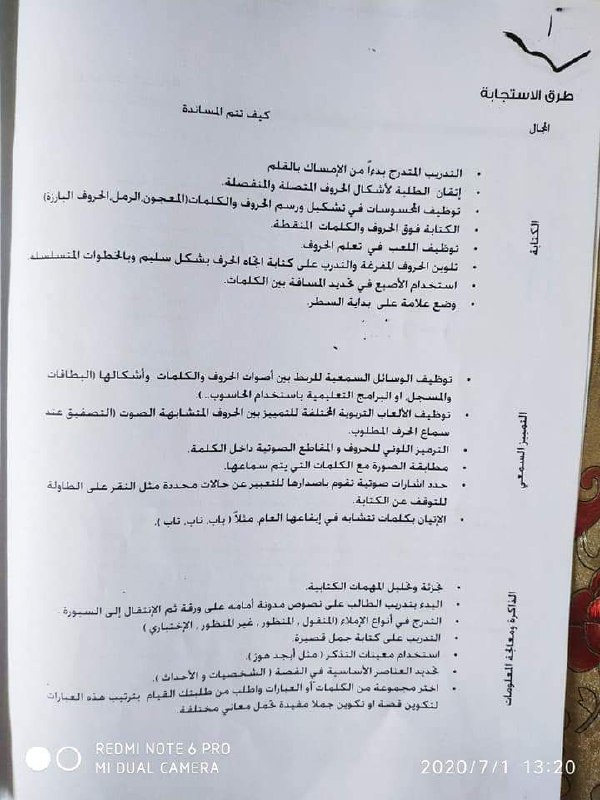 ١
طرق الاستجابة
المجال
كيف تتم المساندة
الكتابة
• التدريب المتدرج بدءاً من الإمساك بالقلم
• إتقان الطلبة لأشكال الحروف المتصلة والمنفصلة.
• توظيف المحسوسات في تشكيل ورسم الحروف والكلمات(المعجون،الرمل،الحروف البارزة)
• الكتابة فوق الحروف والكلمات المنقطة.
• توظيف اللعب في تعلم الحروف.
• تلوين الحروف المفرغة والتدرب على كتابة اتجاه الحرف بشكل سليم وبالخطوات المتسلسلة.
• استخدام الأصبع في تحديد المسافة بين الكلمات.
• وضع علامة على بداية السطر.
التمييز السمعي
• توظيف الوسائل السمعية للربط بين أصوات الحروف والكلمات وأشكالها (البطاقات
والمسجل، او البرامج التعليمية باستخدام الحاسوب..)
• توظيف الألعاب التربوية المختلفة للتمييز بين الحروف المتشابهة الصوت (التصفيق عند
سماع الحرف المطلوب.
• الترميز اللوني للحروف و المقاطع الصوتية داخل الكلمة.
• مطابقة الصورة مع الكلمات التي يتم سماعها.
• حدد اشارات صوتية تقوم باصدارها للتعبير عن حالات محددة مثل النقر على الطاولة
للتوقف عن الكتابة.
• الإتيان بكلمات تتشابه في إيقاعها العام، مثلاً ( باب، ناب، تاب ).
الذاكرة ومعالجة المعلومات
• تجزئة وتحليل المهمات الكتابية.
• البدء بتدريب الطالب على نصوص مدونة أمامه على ورقة ثم الإنتقال إلى السبورة
• التدرج في أنواع الإملاء (المنقول , المنظور , غير المنظور , الإختباري )
• التدريب على كتابة جمل قصيرة.
• استخدام معينات التذكر ( مثل أبجد هوز ).
• تحديد العناصر الأساسية في القصة ( الشخصيات و الأحداث ).
• اختر مجموعة من الكلمات أو العبارات واطلب من طلبتك القيام بترتيب هذه العبارات
لتكوين قصة او تكوين جملا مفيدة تحمل معاني مختلفة.
REDMI NOTE 6 PRO
MI DUAL CAMERA
2020/7/1 13:20